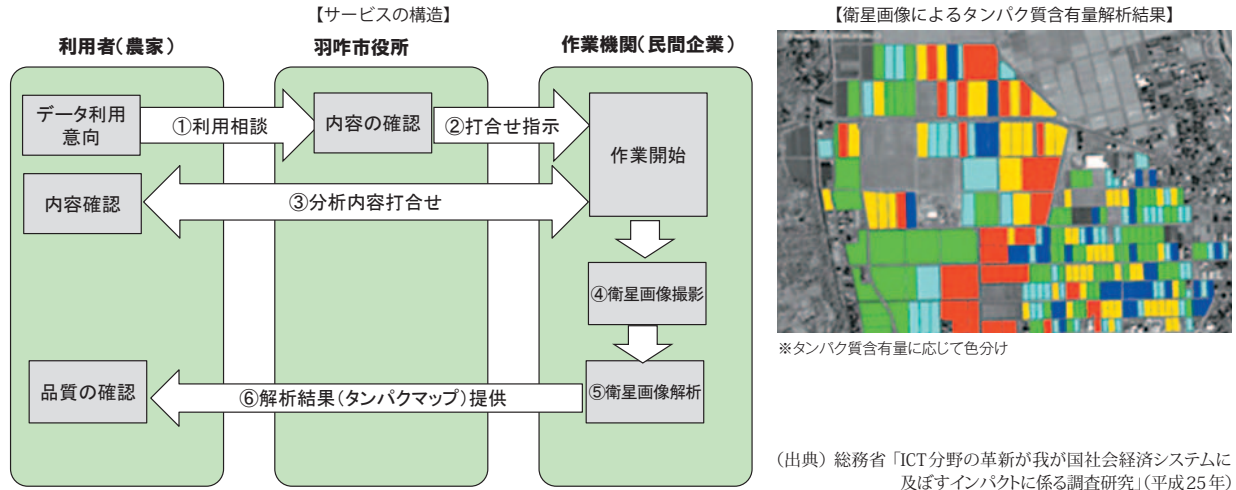 【サービスの構造】
利用者(農家)
羽咋市役所
作業機関(民間企業)
データ利用
意向
①利用相談
内容の確認
②打合せ指示
作業開始
内容確認
③分析内容打合せ
④衛星画像撮影
品質の確認
⑥解析結果(タンパクマップ)提供
⑤衛星画像解析
【衛星画像によるタンパク質含有量解析結果】
※タンパク質含有量に応じて色分け
(出典)総務省「ICT分野の革新が我が国社会経済システムに
及ぼすインパクトに係る調査研究」(平成25年)